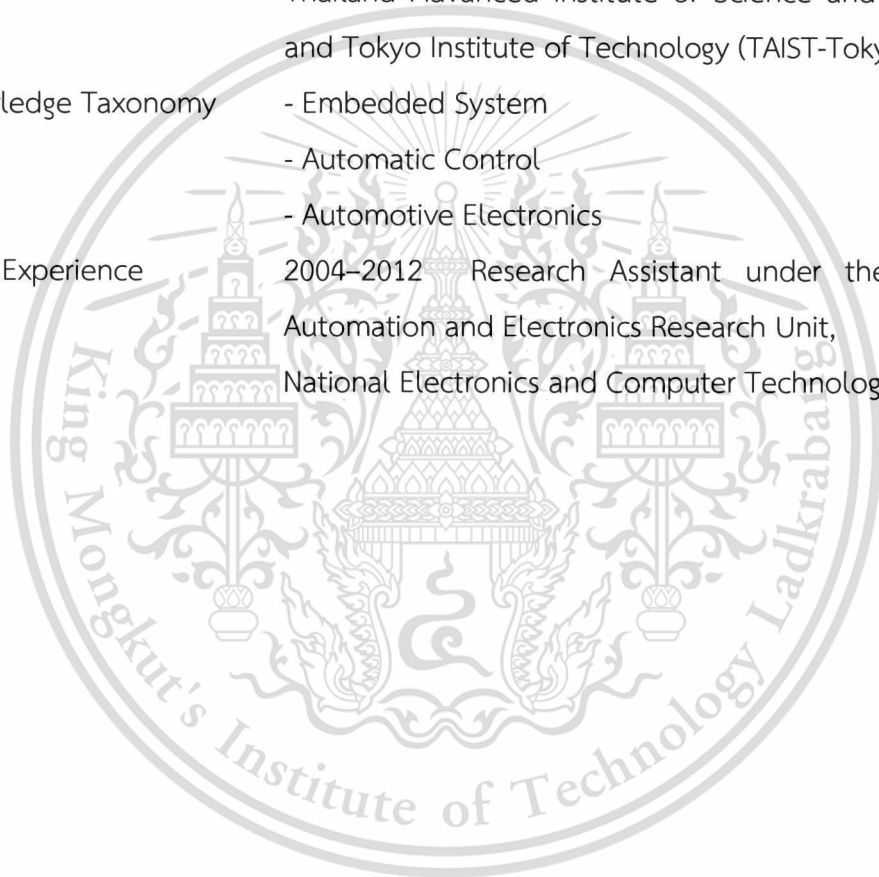 and Tokyo Institute of Technology (TAIST-Toky
ledge Taxonomy - Embedded System
- Automatic Control
- Automotive Electronics
Experience 2004–2012 Research Assistant under the
Automation and Electronics Research Unit,
National Electronics and Computer Technolog
King Mongkut's Institute of Technology Ladkrabang